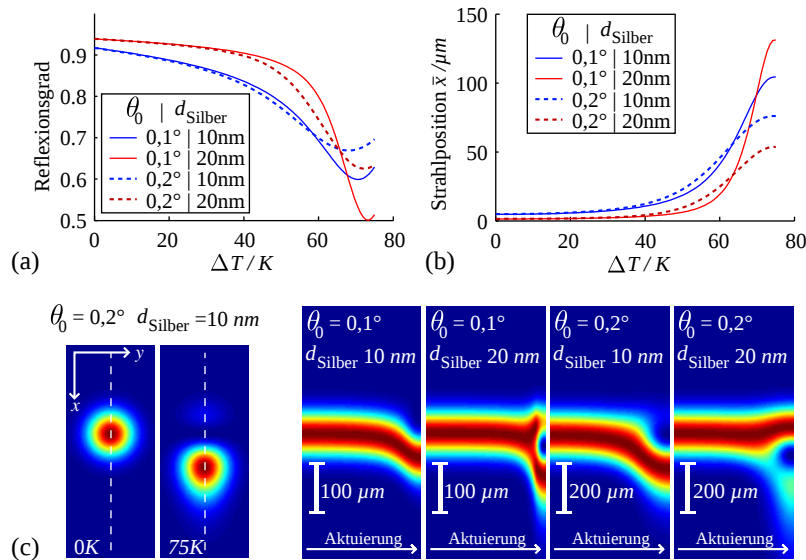 0.9
0.8
0.7
0.6
0.5
0
20
40
60
80
Reflexionsgrad
ΔT / K
θ0 | dSilber
0,1° | 10nm
0,1° | 20nm
0,2° | 10nm
0,2° | 20nm
(a)
150
100
50
0
0
20
40
60
80
Strahlposition x̄ /µm
ΔT / K
θ0 | dSilber
0,1° | 10nm
0,1° | 20nm
0,2° | 10nm
0,2° | 20nm
(b)
θ0 = 0,2° dSilber =10 nm
y
x
0K
75K
θ0 = 0,1°
dSilber 10 nm
100 µm
Aktuierung
θ0 = 0,1°
dSilber 20 nm
100 µm
Aktuierung
θ0 = 0,2°
dSilber 10 nm
200 µm
Aktuierung
θ0 = 0,2°
dSilber 20 nm
200 µm
Aktuierung
(c)